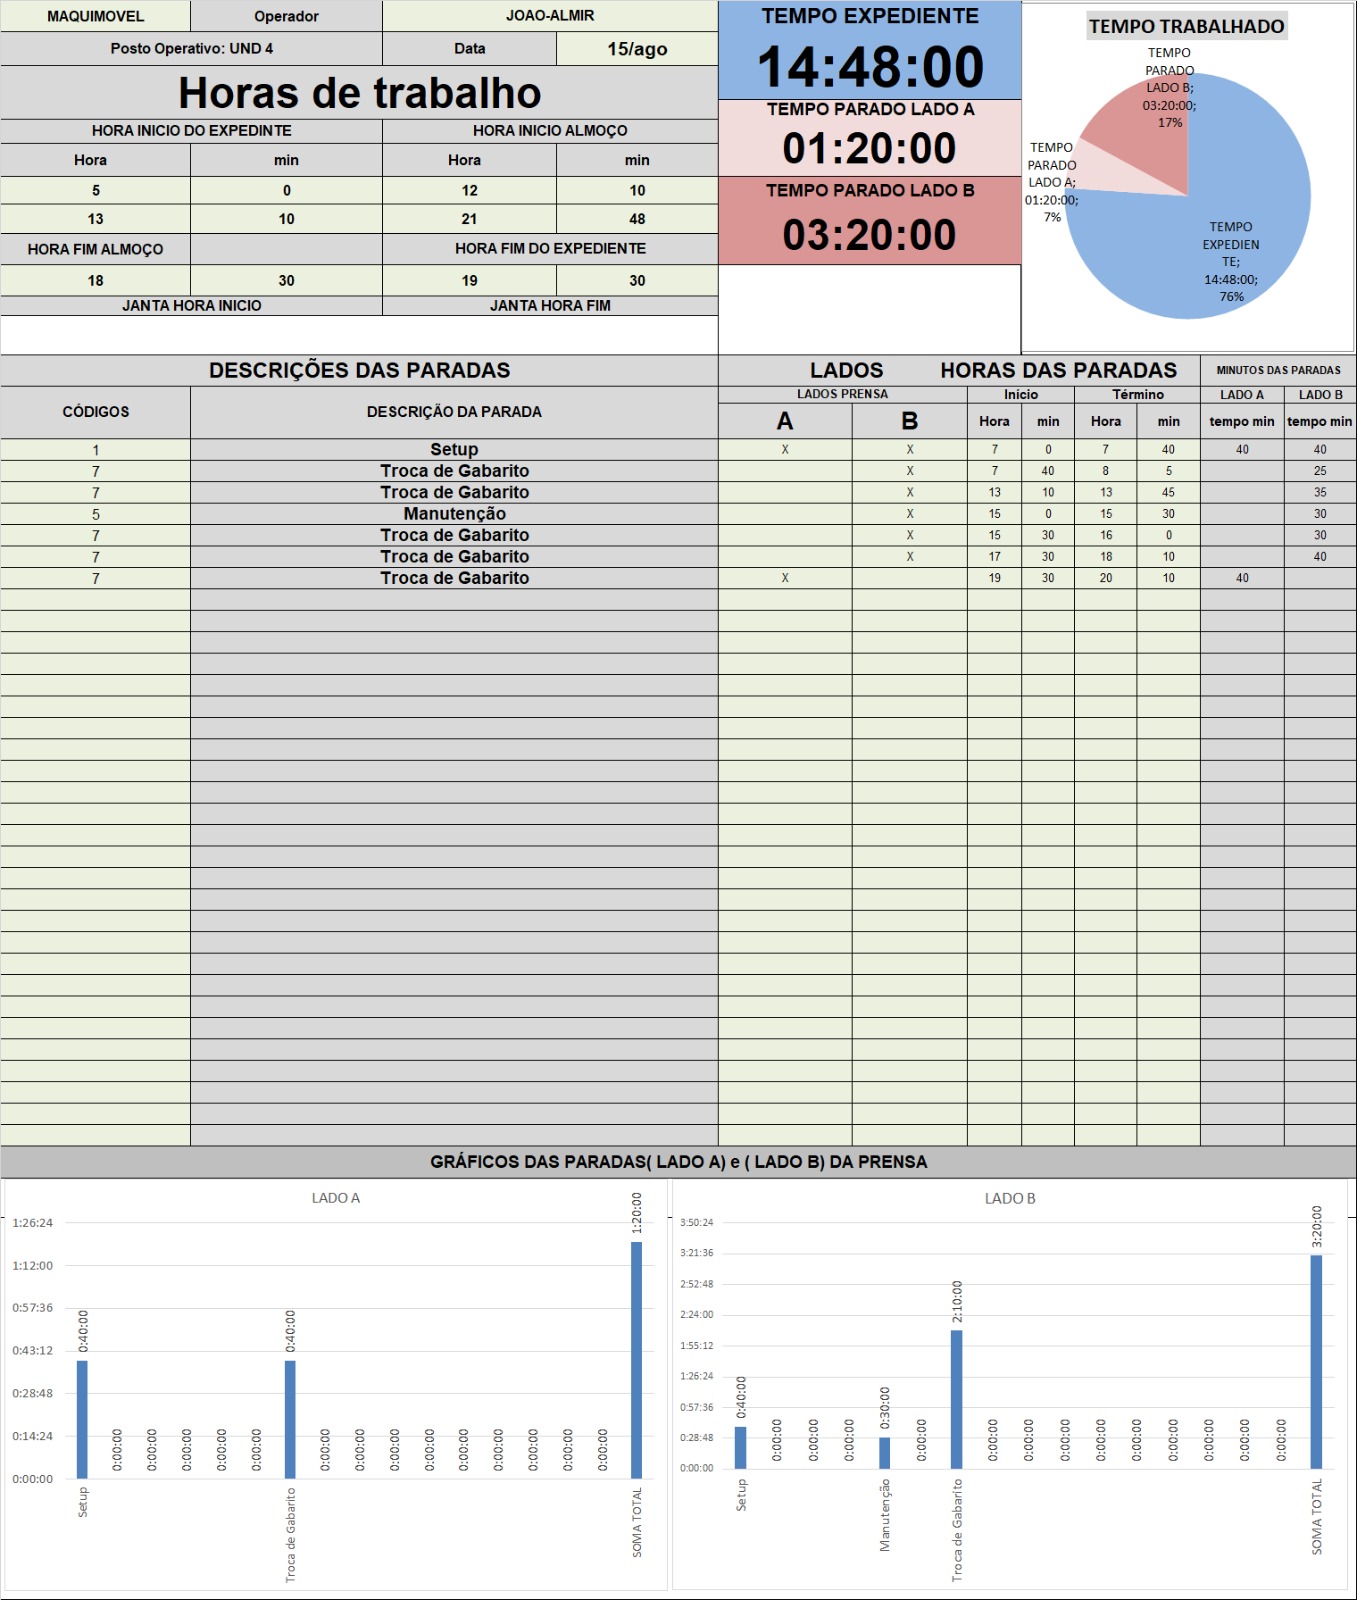 MAQUIMOVEL Operador JOAO-ALMIR
Posto Operativo: UND 4 Data 15/ago
Horas de trabalho
HORA INICIO DO EXPEDINTE HORA INICIO ALMOÇO
Hora min Hora min
5 0 12 10
13 10 21 48
HORA FIM ALMOÇO HORA FIM DO EXPEDIENTE
18 30 19 30
JANTA HORA INICIO JANTA HORA FIM
TEMPO EXPEDIENTE
14:48:00
TEMPO PARADO LADO A
01:20:00
TEMPO PARADO LADO B
03:20:00
TEMPO TRABALHADO
TEMPO
PARADO
LADO B;
03:20:00;
17%
TEMPO
PARADO
LADO A;
01:20:00;
7%
TEMPO
EXPEDIEN
TE;
14:48:00;
76%
DESCRIÇÕES DAS PARADAS LADOS HORAS DAS PARADAS MINUTOS DAS PARADAS
CÓDIGOS DESCRIÇÃO DA PARADA LADOS PRENSA Início Término LADO A LADO B
A B Hora min Hora min tempo min tempo min
1 Setup X X 7 0 7 40 40 40
7 Troca de Gabarito X 7 40 8 5 25
7 Troca de Gabarito X 13 10 13 45 35
5 Manutenção X 15 0 15 30 30
7 Troca de Gabarito X 15 30 16 0 30
7 Troca de Gabarito X 17 30 18 10 40
7 Troca de Gabarito X 19 30 20 10 40
GRÁFICOS DAS PARADAS( LADO A) e ( LADO B) DA PRENSA
LADO A
1:26:24
1:12:00
0:57:36
0:43:12
0:28:48
0:14:24
0:00:00
0:40:00 0:00:00 0:00:00 0:00:00 0:00:00 0:00:00 0:40:00 0:00:00 0:00:00 0:00:00 0:00:00 0:00:00 0:00:00 0:00:00 0:00:00 0:00:00 1:20:00
Setup Troca de Gabarito SOMA TOTAL
LADO B
3:50:24
3:21:36
2:52:48
2:24:00
1:55:12
1:26:24
0:57:36
0:28:48
0:00:00
0:40:00 0:00:00 0:00:00 0:00:00 0:30:00 0:00:00 2:10:00 0:00:00 0:00:00 0:00:00 0:00:00 0:00:00 0:00:00 0:00:00 0:00:00 0:00:00 3:20:00
Setup Manutenção Troca de Gabarito SOMA TOTAL